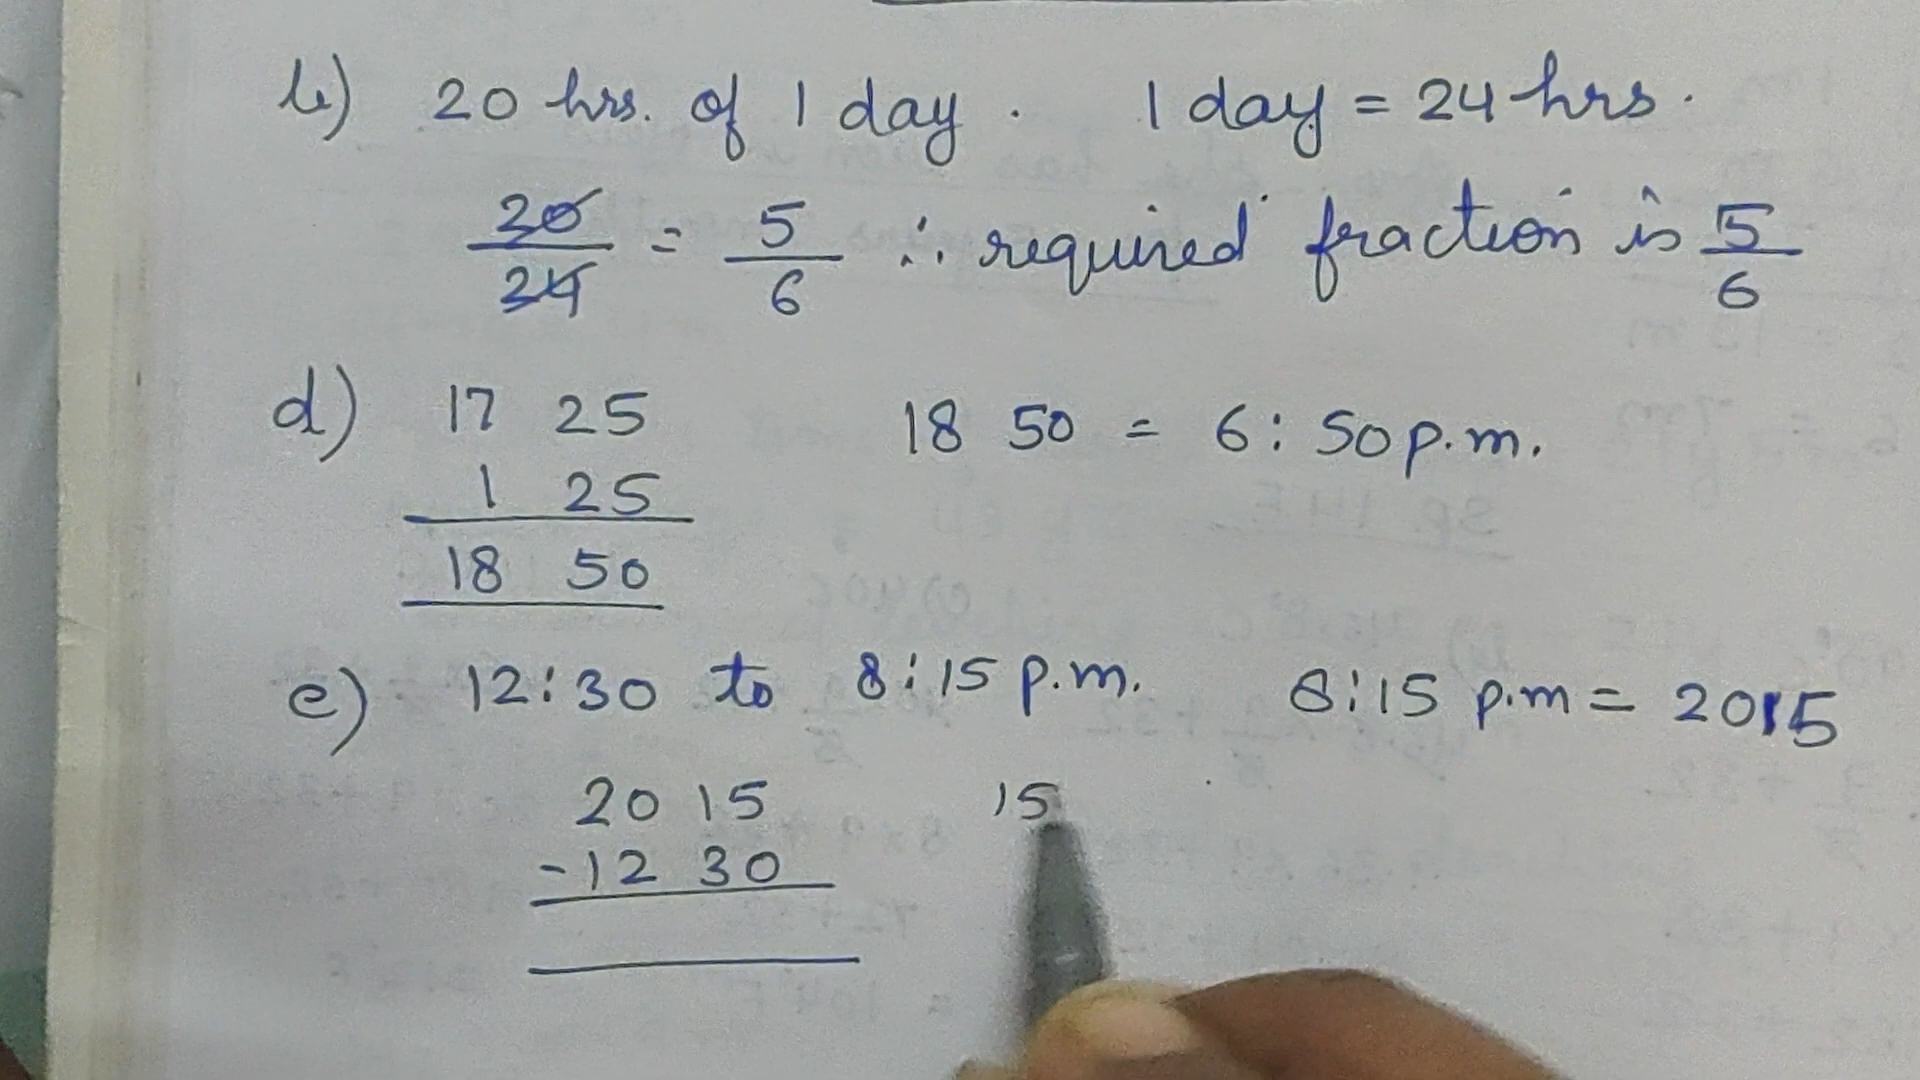 b) 20 hrs. of 1 day. 1 day = 24 hrs.
20/24 = 5/6 ∴ required fraction is 5/6
d) 17 25 18 50 = 6:50 p.m.
1 25
18 50
e) 12:30 to 8:15 p.m. 8:15 p.m = 2015
20 15 15
-12 30